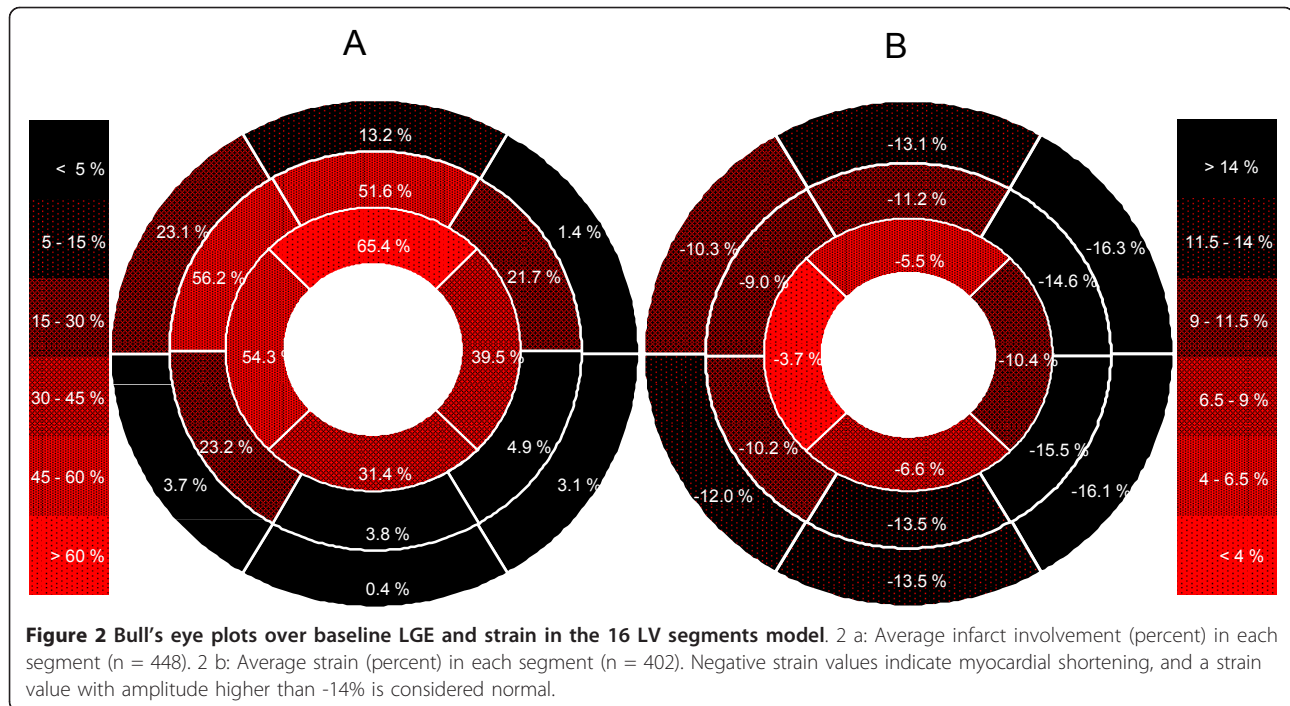 A
B
< 5 %
5 - 15 %
15 - 30 %
30 - 45 %
45 - 60 %
> 60 %
13.2 %
23.1 %
51.6 %
1.4 %
65.4 %
56.2 %
21.7 %
54.3 %
39.5 %
23.2 %
4.9 %
3.7 %
31.4 %
3.1 %
3.8 %
0.4 %
-13.1 %
-11.2 %
-10.3 %
-16.3 %
-5.5 %
-9.0 %
-14.6 %
-3.7 %
-10.4 %
-10.2 %
-15.5 %
-12.0 %
-6.6 %
-16.1 %
-13.5 %
-13.5 %
> 14 %
11.5 - 14 %
9 - 11.5 %
6.5 - 9 %
4 - 6.5 %
< 4 %
Figure 2 Bull's eye plots over baseline LGE and strain in the 16 LV segments model. 2 a: Average infarct involvement (percent) in each
segment (n = 448). 2 b: Average strain (percent) in each segment (n = 402). Negative strain values indicate myocardial shortening, and a strain
value with amplitude higher than -14% is considered normal.